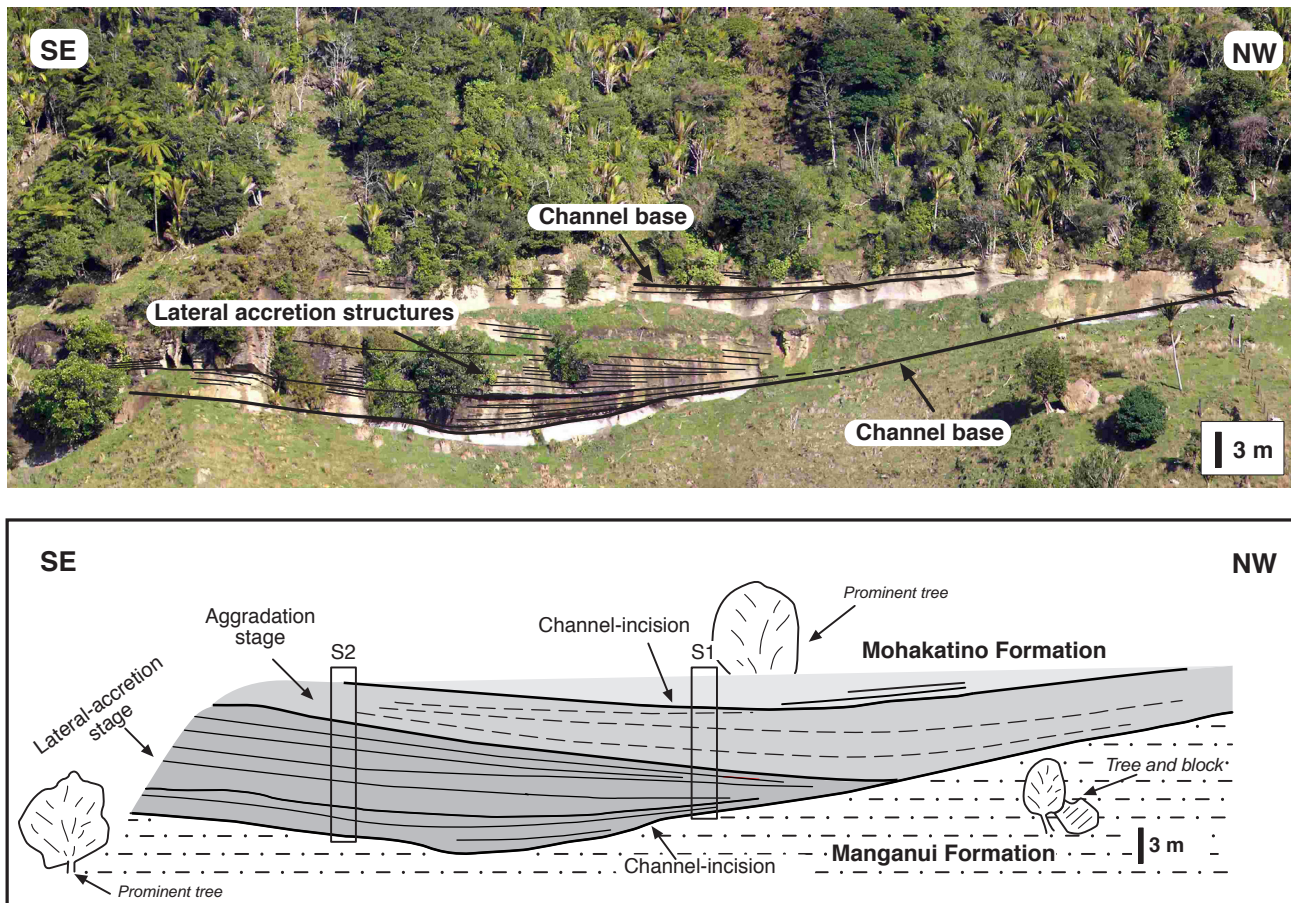 SE
NW
Channel base
Lateral accretion structures
Channel base
3 m
SE
NW
Prominent tree
Aggradation
stage
Channel-incision
S2
S1
Mohakatino Formation
Lateral-accretion
stage
Tree and block
3 m
Manganui Formation
Channel-incision
Prominent tree